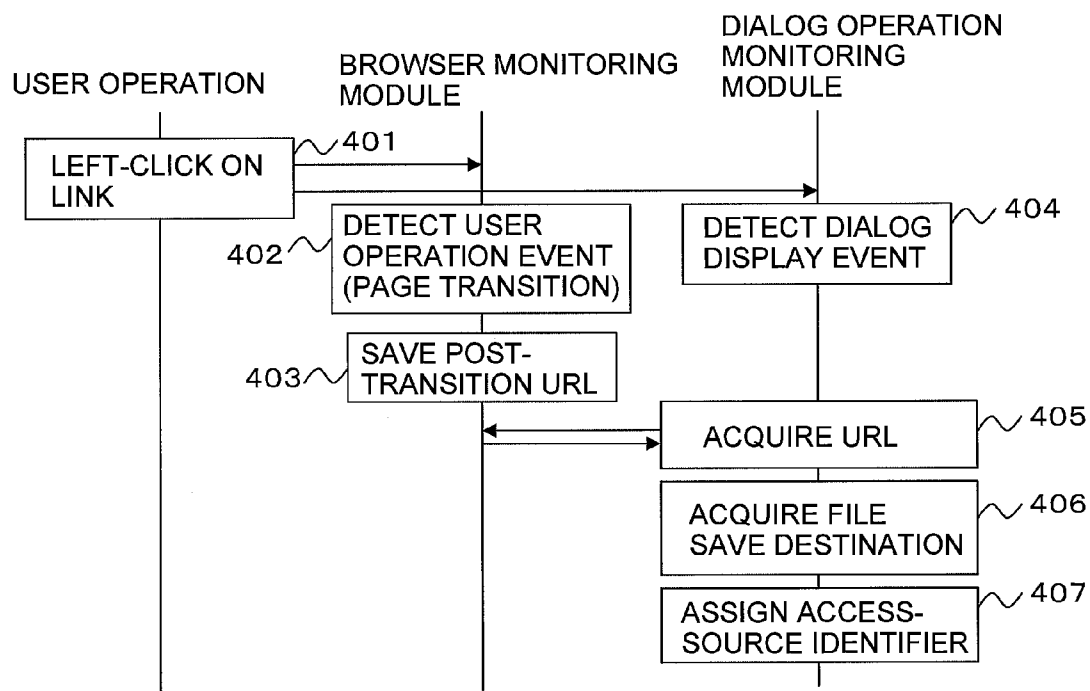 USER OPERATION
BROWSER MONITORING
MODULE
DIALOG OPERATION
MONITORING
MODULE
LEFT-CLICK ON
LINK
401
402
DETECT USER
OPERATION EVENT
(PAGE TRANSITION)
DETECT DIALOG
DISPLAY EVENT
404
403
SAVE POST-
TRANSITION URL
ACQUIRE URL
405
ACQUIRE FILE
SAVE DESTINATION
406
ASSIGN ACCESS-
SOURCE IDENTIFIER
407